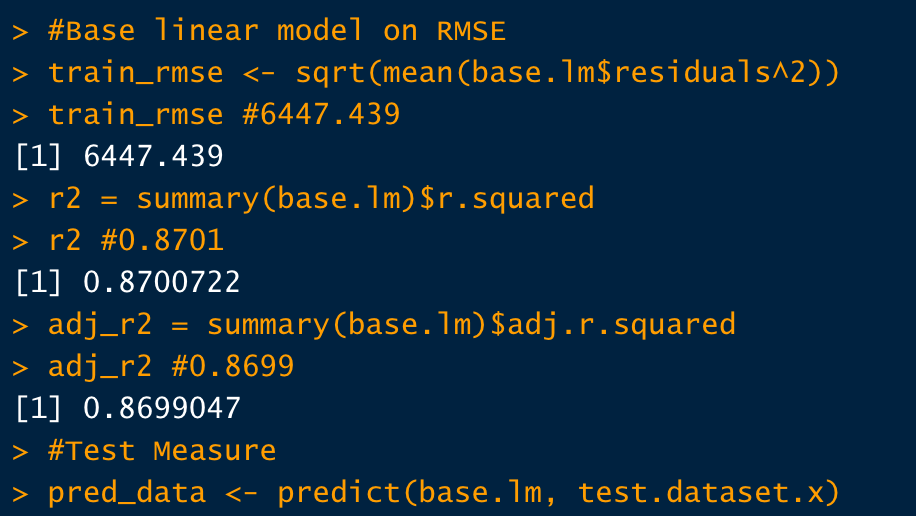 > #Base linear model on RMSE
> train_rmse <- sqrt(mean(base.lm$residuals^2))
> train_rmse #6447.439
[1] 6447.439
> r2 = summary(base.lm)$r.squared
> r2 #0.8701
[1] 0.8700722
> adj_r2 = summary(base.lm)$adj.r.squared
> adj_r2 #0.8699
[1] 0.8699047
> #Test Measure
> pred_data <- predict(base.lm, test.dataset.x)